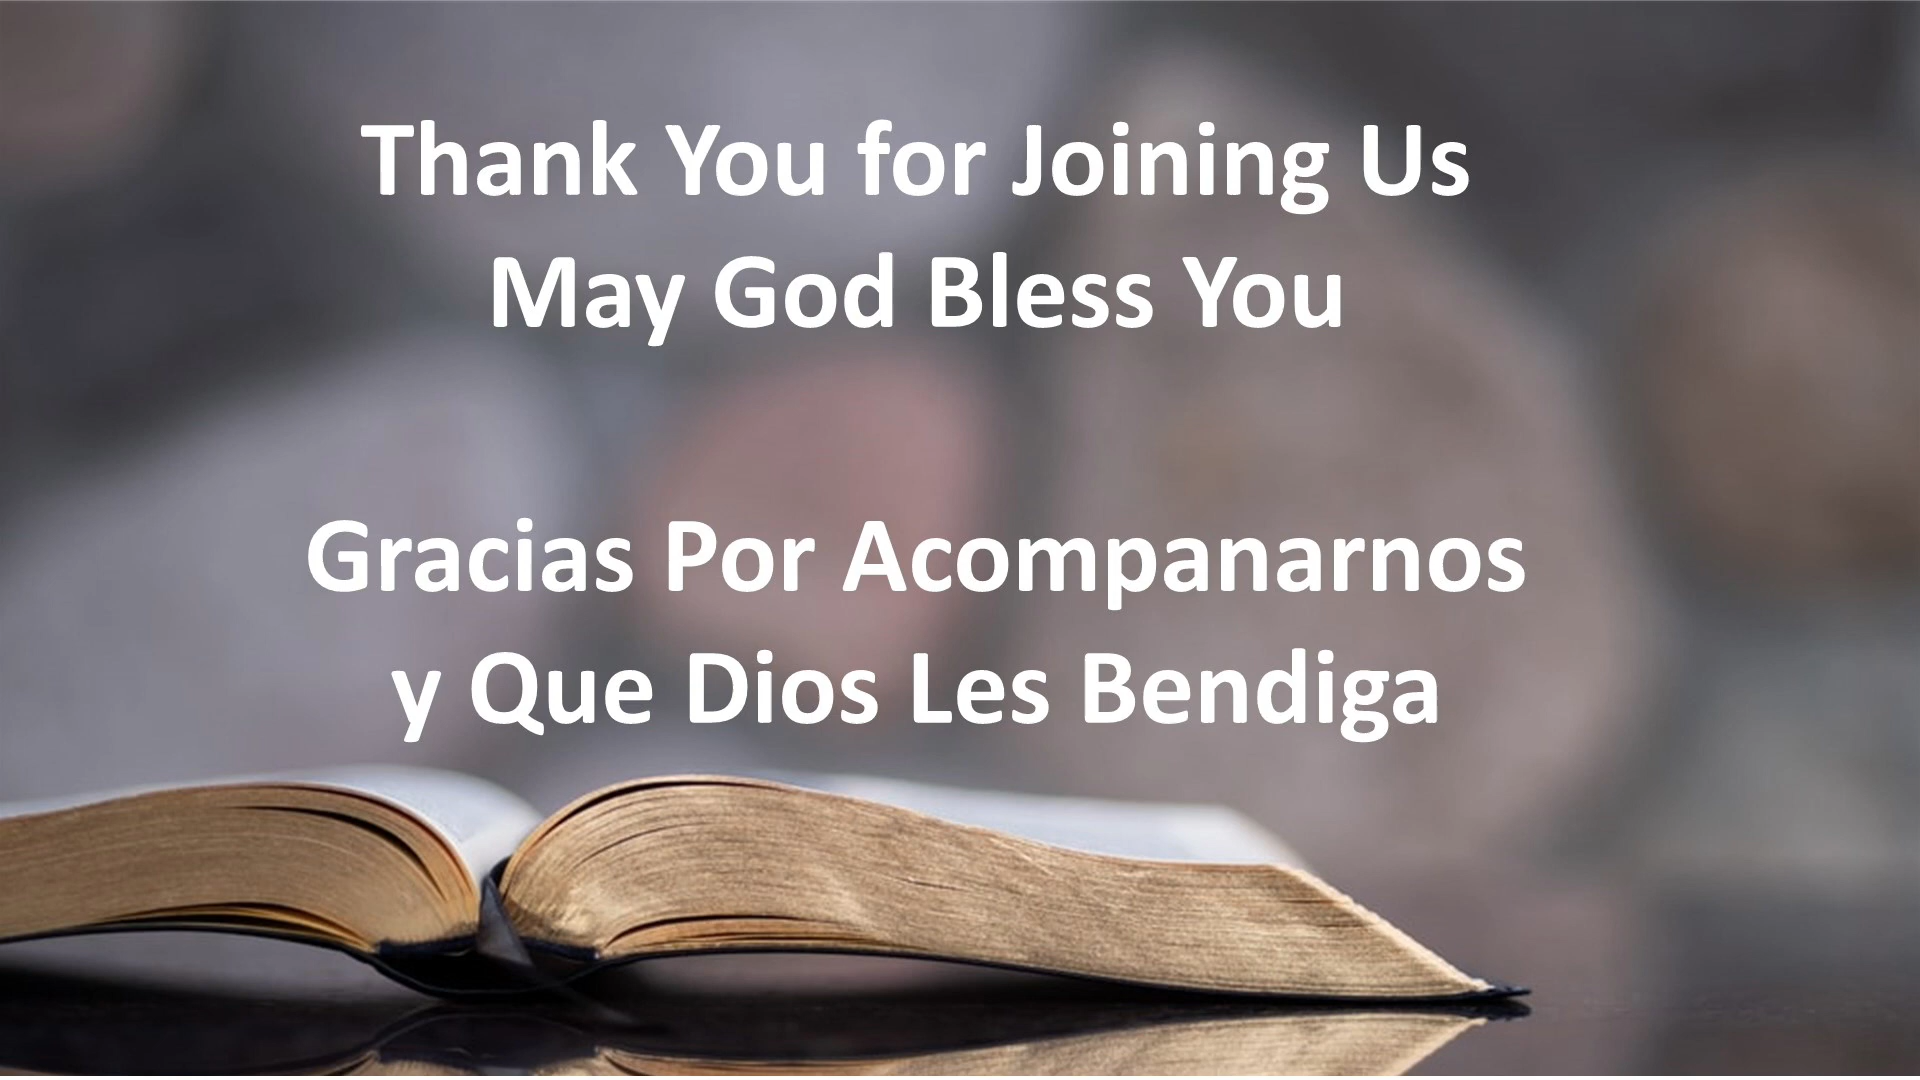 Thank You for Joining Us
May God Bless You
Gracias Por Acompanarnos
y Que Dios Les Bendiga